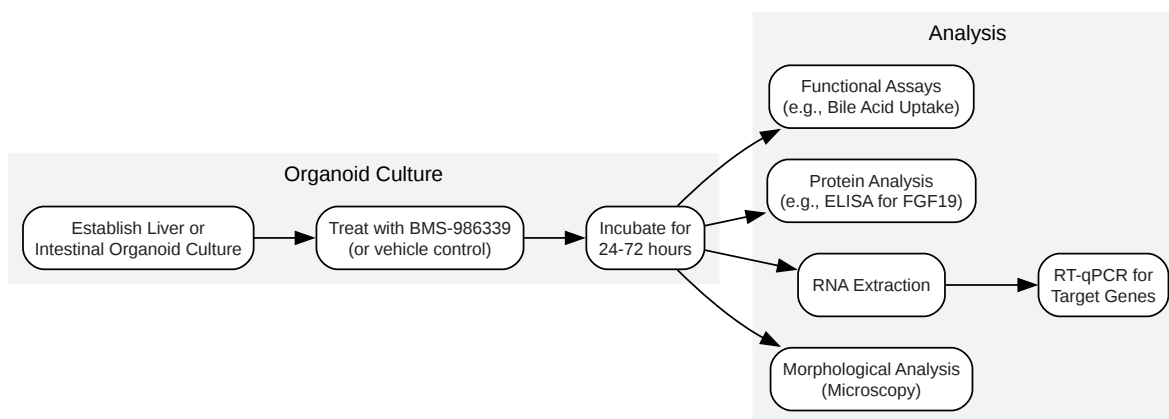 Organoid Culture
Establish Liver or
Intestinal Organoid Culture
Treat with BMS-986339
(or vehicle control)
Incubate for
24-72 hours
Analysis
Functional Assays
(e.g., Bile Acid Uptake)
Protein Analysis
(e.g., ELISA for FGF19)
RNA Extraction
RT-qPCR for
Target Genes
Morphological Analysis
(Microscopy)